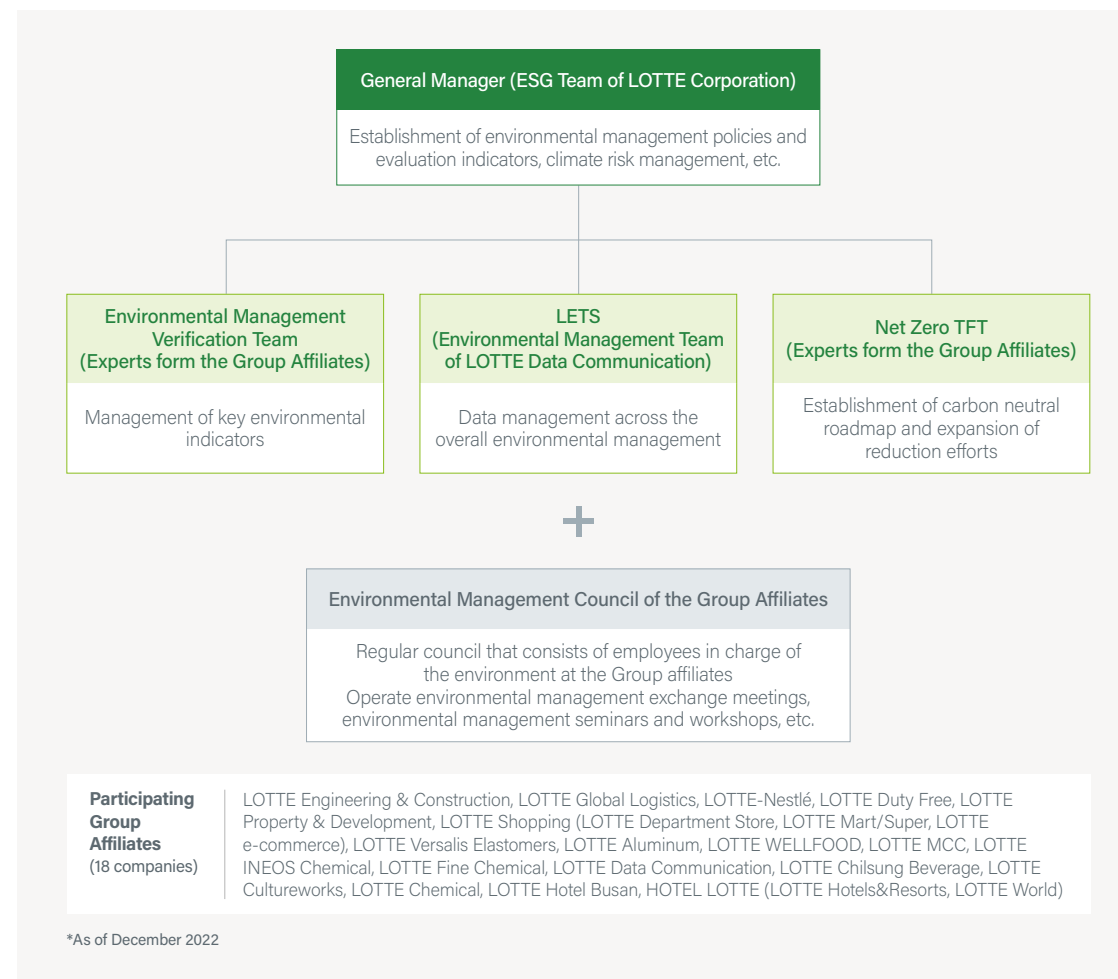 General Manager (ESG Team of LOTTE Corporation)
Establishment of environmental management policies and
evaluation indicators, climate risk management, etc.
Environmental Management
Verification Team
(Experts form the Group Affiliates)
Management of key environmental
indicators
LETS
(Environmental Management Team
of LOTTE Data Communication)
Data management across the
overall environmental management
Net Zero TFT
(Experts form the Group Affiliates)
Establishment of carbon neutral
roadmap and expansion of
reduction efforts
+
Environmental Management Council of the Group Affiliates
Regular council that consists of employees in charge of
the environment at the Group affiliates
Operate environmental management exchange meetings,
environmental management seminars and workshops, etc.
Participating
Group
Affiliates
(18 companies)
LOTTE Engineering & Construction, LOTTE Global Logistics, LOTTE-Nestlé, LOTTE Duty Free, LOTTE
Property & Development, LOTTE Shopping (LOTTE Department Store, LOTTE Mart/Super, LOTTE
e-commerce), LOTTE Versalis Elastomers, LOTTE Aluminum, LOTTE WELLFOOD, LOTTE MCC, LOTTE
INEOS Chemical, LOTTE Fine Chemical, LOTTE Data Communication, LOTTE Chilsung Beverage, LOTTE
Cultureworks, LOTTE Chemical, LOTTE Hotel Busan, HOTEL LOTTE (LOTTE Hotels&Resorts, LOTTE World)
*As of December 2022